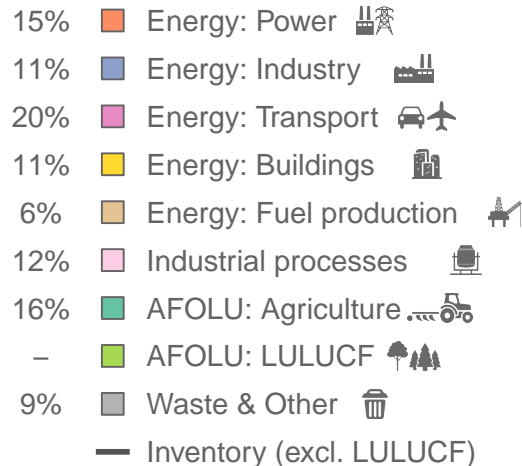 15% Energy: Power
11% Energy: Industry
20% Energy: Transport
11% Energy: Buildings
6% Energy: Fuel production
12% Industrial processes
16% AFOLU: Agriculture
– AFOLU: LULUCF
9% Waste & Other
Inventory (excl. LULUCF)